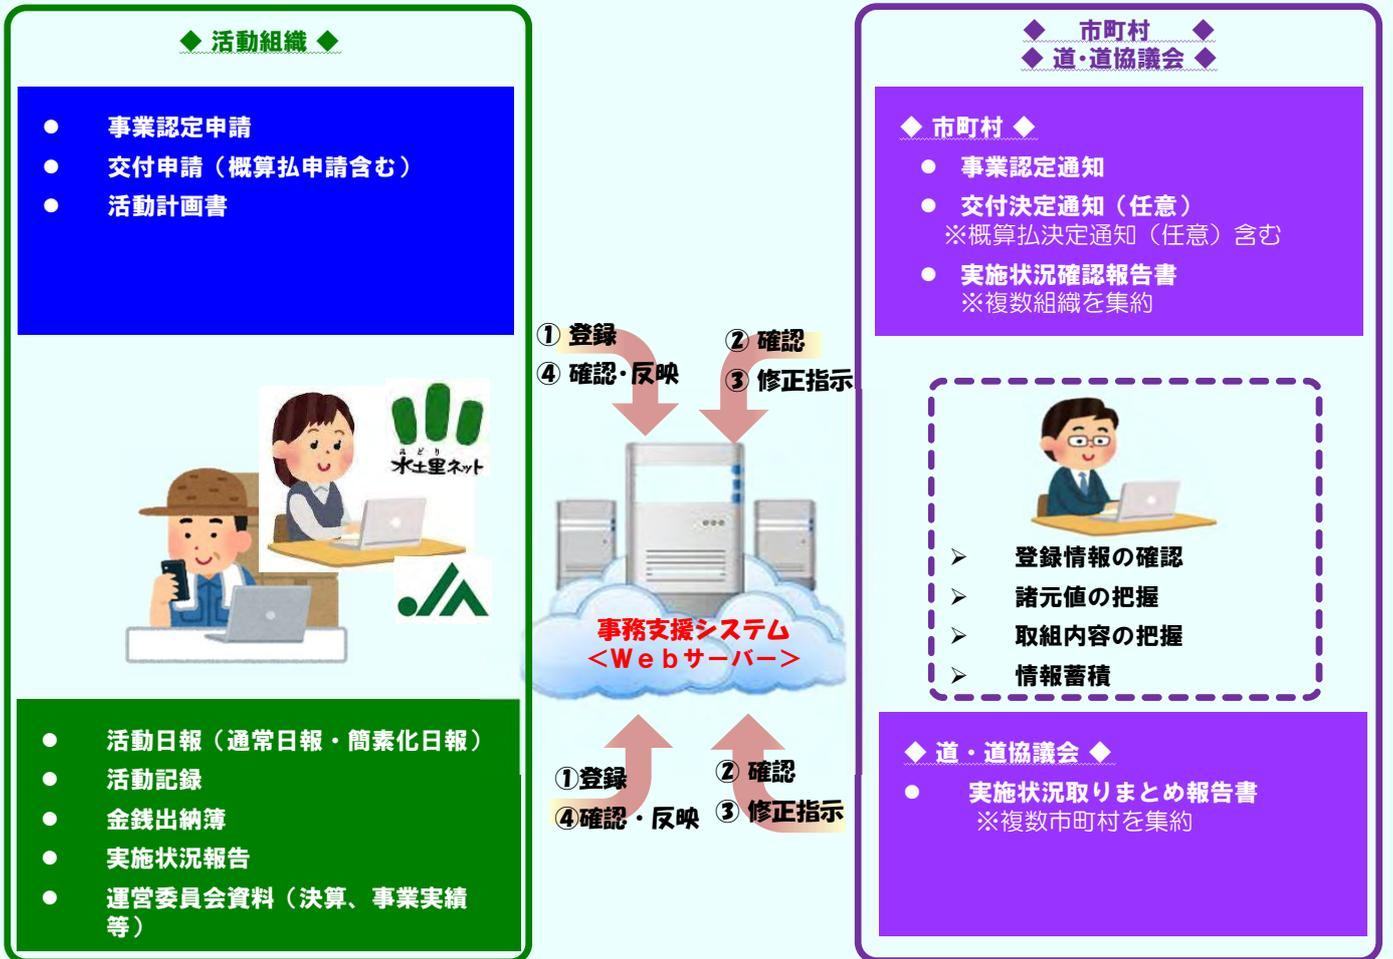 ◆ 活動組織 ◆
● 事業認定申請
● 交付申請（概算払申請含む）
● 活動計画書
みどり
水土里ネット
JA
● 活動日報（通常日報・簡素化日報）
● 活動記録
● 金銭出納簿
● 実施状況報告
● 運営委員会資料（決算、事業実績
等）
① 登録
④ 確認・反映
② 確認
③ 修正指示
事務支援システム
＜Ｗｅｂサーバー＞
①登録
④確認・反映
② 確認
③ 修正指示
◆ 市町村 ◆
◆ 道・道協議会 ◆
◆ 市町村 ◆
● 事業認定通知
● 交付決定通知（任意）
※概算払決定通知（任意）含む
● 実施状況確認報告書
※複数組織を集約
➢ 登録情報の確認
➢ 諸元値の把握
➢ 取組内容の把握
➢ 情報蓄積
◆ 道・道協議会 ◆
● 実施状況取りまとめ報告書
※複数市町村を集約